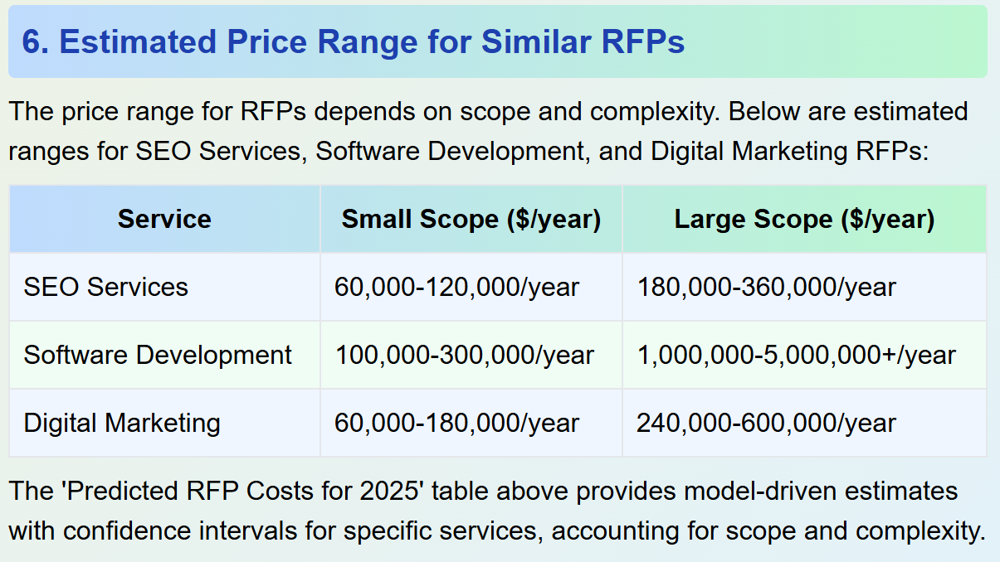 6. Estimated Price Range for Similar RFPs
The price range for RFPs depends on scope and complexity. Below are estimated
ranges for SEO Services, Software Development, and Digital Marketing RFPs:
Service Small Scope ($/year) Large Scope ($/year)
SEO Services 60,000-120,000/year 180,000-360,000/year
Software Development 100,000-300,000/year 1,000,000-5,000,000+/year
Digital Marketing 60,000-180,000/year 240,000-600,000/year
The 'Predicted RFP Costs for 2025' table above provides model-driven estimates
with confidence intervals for specific services, accounting for scope and complexity.